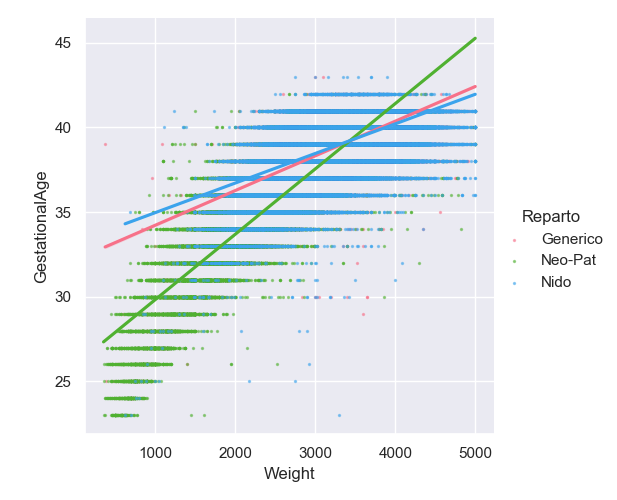 45
40
35
30
25
GestationalAge
1000 2000 3000 4000 5000
Weight
Reparto
Generico
Neo-Pat
Nido